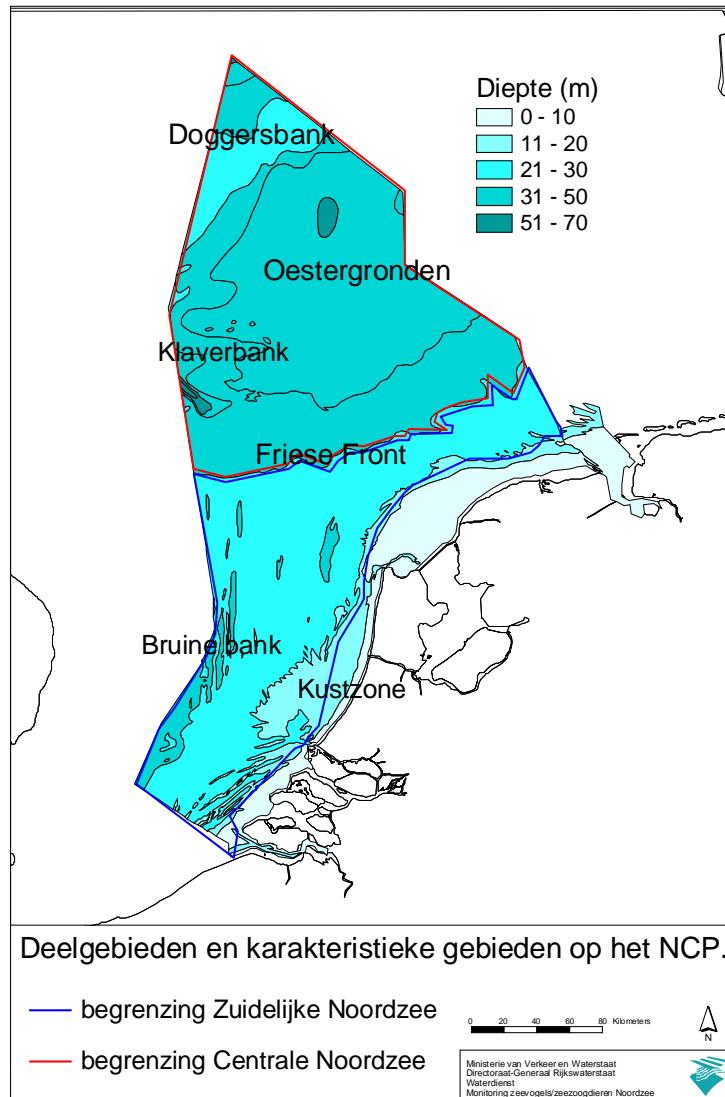 Diepte (m)
0 - 10
11 - 20
21 - 30
31 - 50
51 - 70
Doggersbank
Oestergronden
Klaverbank
Friese Front
Bruine bank
Kustzone
Deelgebieden en karakteristieke gebieden op het NCP.
begrenzing Zuidelijke Noordzee
begrenzing Centrale Noordzee
0 20 40 60 80 Kilometers
N
Ministerie van Verkeer en Waterstaat
Directoraat-Generaal Rijkswaterstaat
Waterdienst
Monitoring zeevogels/zeezoogdieren Noordzee